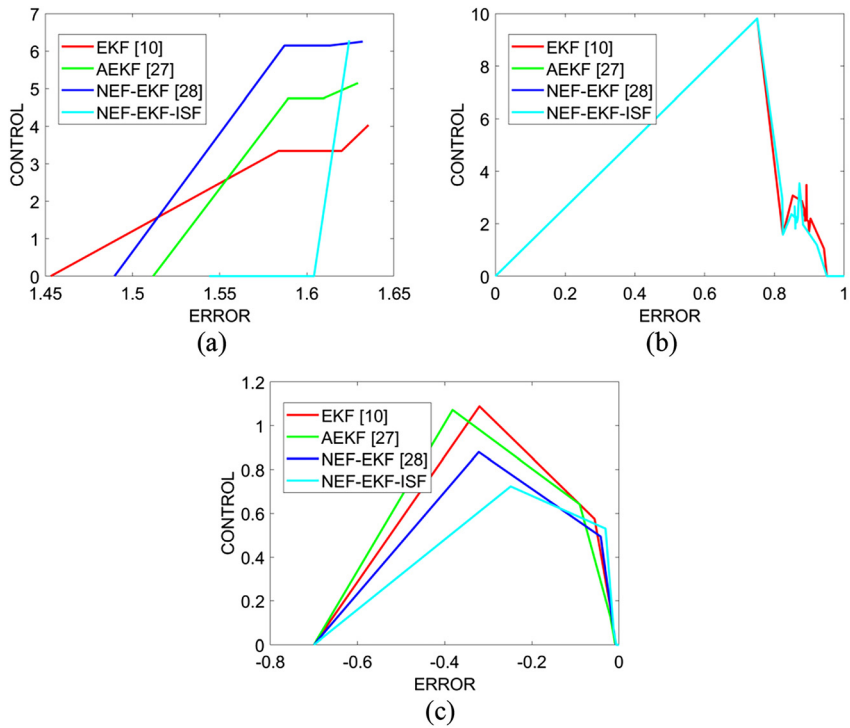 7
6
5
4
3
2
1
0
CONTROL
EKF [10]
AEKF [27]
NEF-EKF [28]
NEF-EKF-ISF
1.45
1.5
1.55
1.6
1.65
ERROR
(a)
10
8
6
4
2
0
CONTROL
EKF [10]
AEKF [27]
NEF-EKF [28]
NEF-EKF-ISF
0
0.2
0.4
0.6
0.8
1
ERROR
(b)
1.2
1
0.8
0.6
0.4
0.2
0
CONTROL
EKF [10]
AEKF [27]
NEF-EKF [28]
NEF-EKF-ISF
-0.8
-0.6
-0.4
-0.2
0
ERROR
(c)